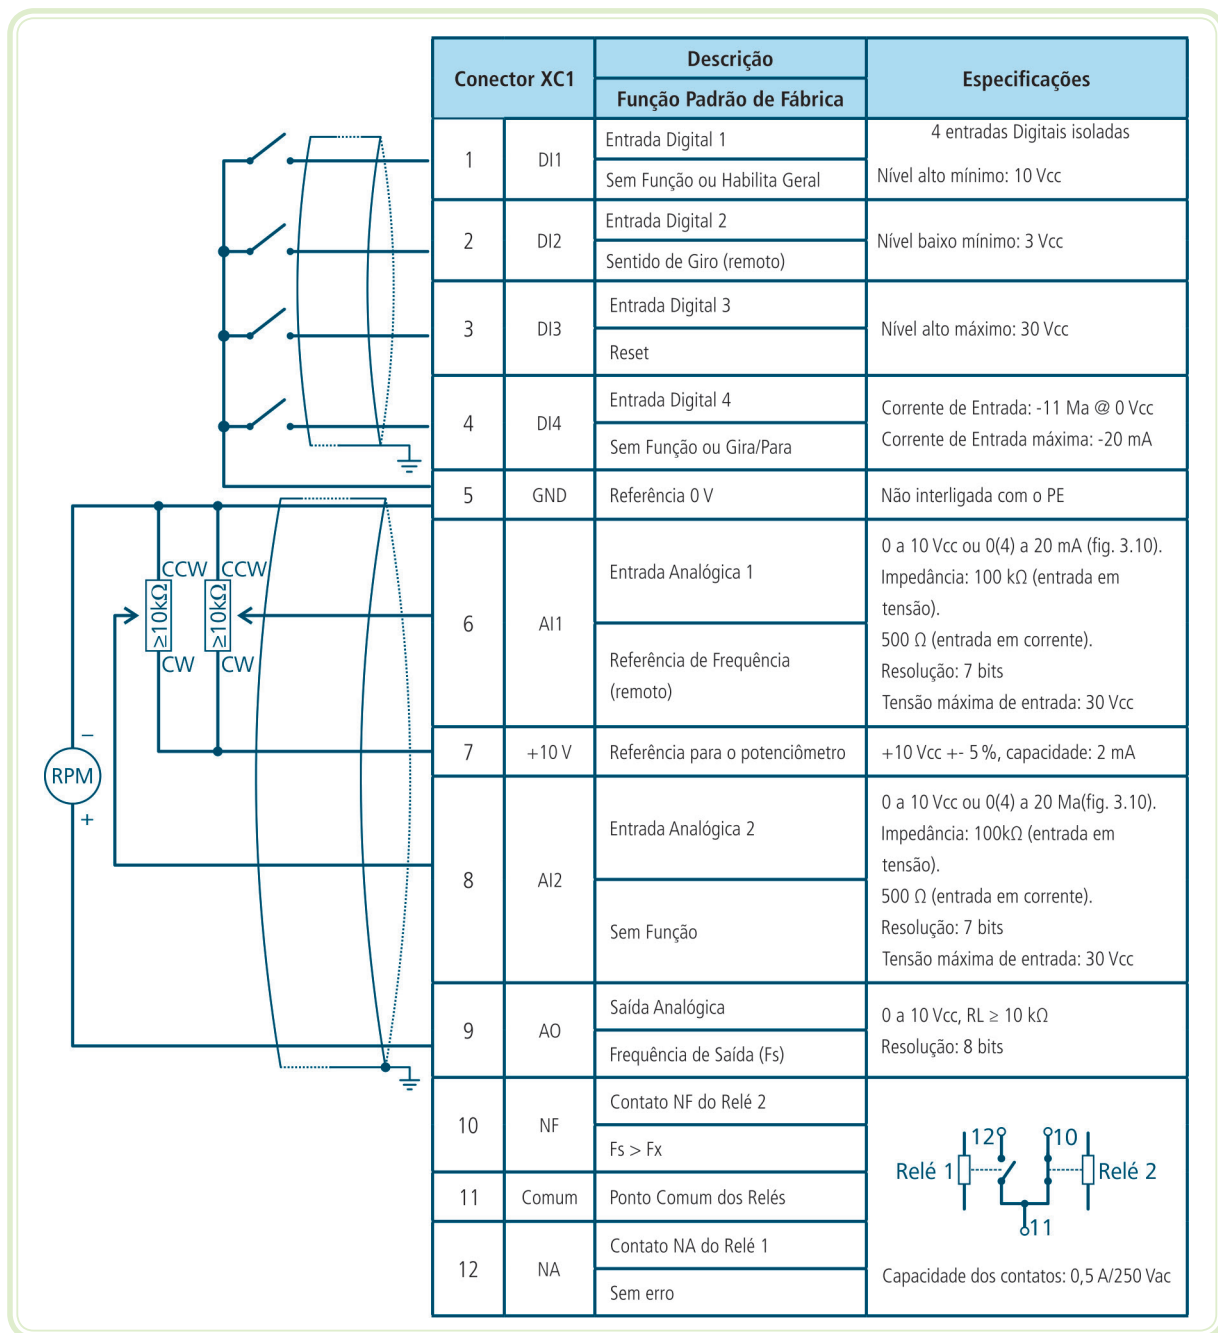 Conector XC1
Descrição
Função Padrão de Fábrica
Especificações
1
DI1
Entrada Digital 1
Sem Função ou Habilita Geral
4 entradas Digitais isoladas
Nível alto mínimo: 10 Vcc
2
DI2
Entrada Digital 2
Sentido de Giro (remoto)
Nível baixo mínimo: 3 Vcc
3
DI3
Entrada Digital 3
Reset
Nível alto máximo: 30 Vcc
4
DI4
Entrada Digital 4
Sem Função ou Gira/Para
Corrente de Entrada: -11 Ma @ 0 Vcc
Corrente de Entrada máxima: -20 mA
5
GND
Referência 0 V
Não interligada com o PE
CCW
CCW
≥10kΩ
≥10kΩ
CW
CW
6
AI1
Entrada Analógica 1
Referência de Frequência
(remoto)
0 a 10 Vcc ou 0(4) a 20 mA (fig. 3.10).
Impedância: 100 kΩ (entrada em
tensão).
500 Ω (entrada em corrente).
Resolução: 7 bits
Tensão máxima de entrada: 30 Vcc
–
RPM
+
7
+10 V
Referência para o potenciômetro
+10 Vcc +- 5 %, capacidade: 2 mA
8
AI2
Entrada Analógica 2
Sem Função
0 a 10 Vcc ou 0(4) a 20 Ma(fig. 3.10).
Impedância: 100kΩ (entrada em
tensão).
500 Ω (entrada em corrente).
Resolução: 7 bits
Tensão máxima de entrada: 30 Vcc
9
AO
Saída Analógica
Frequência de Saída (Fs)
0 a 10 Vcc, RL ≥ 10 kΩ
Resolução: 8 bits
10
NF
Contato NF do Relé 2
Fs > Fx
11
Comum
Ponto Comum dos Relés
12
NA
Contato NA do Relé 1
Sem erro
12
10
Relé 1
Relé 2
11
Capacidade dos contatos: 0,5 A/250 Vac